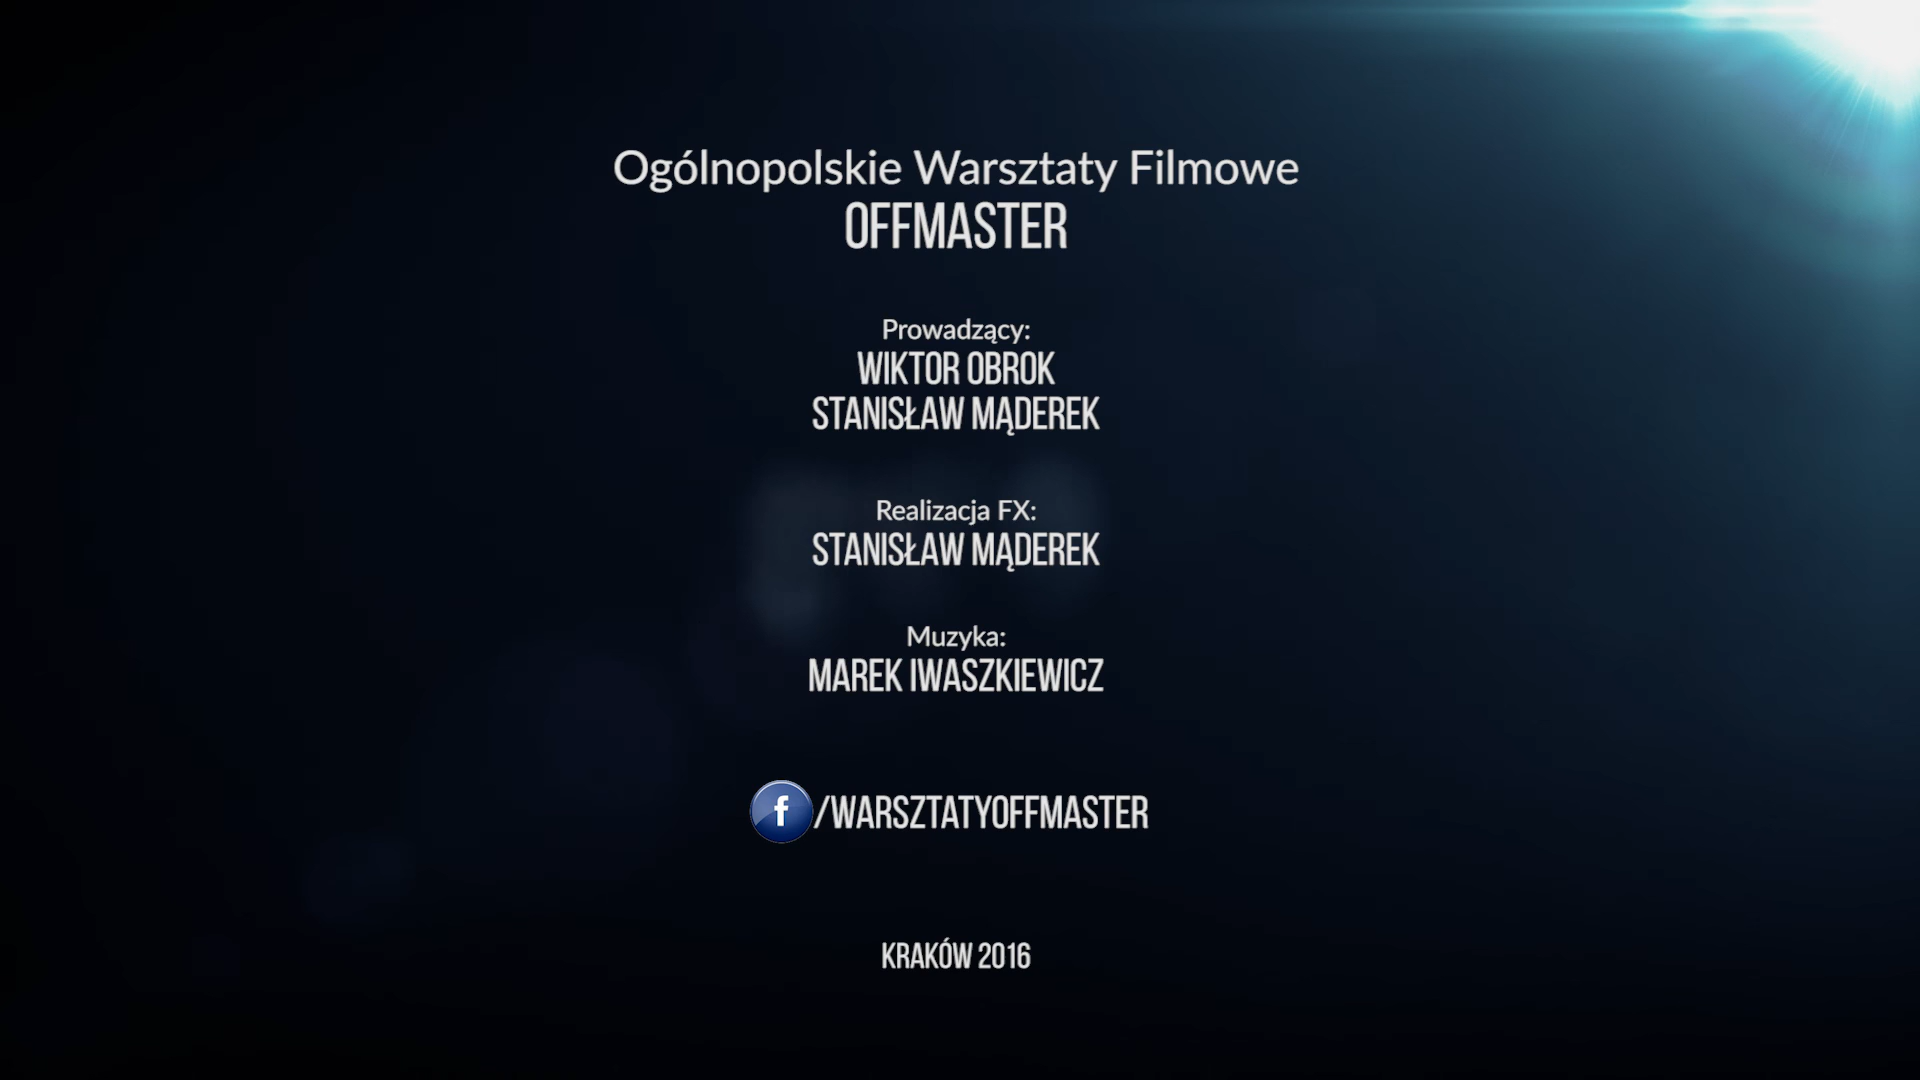 Ogólnopolskie Warsztaty Filmowe
OFFMASTER
Prowadzący:
WIKTOR OBROK
STANISŁAW MĄDEREK
Realizacja FX:
STANISŁAW MĄDEREK
Muzyka:
MAREK IWASZKIEWICZ
f/WARSZTATYOFFMASTER
KRAKÓW 2016